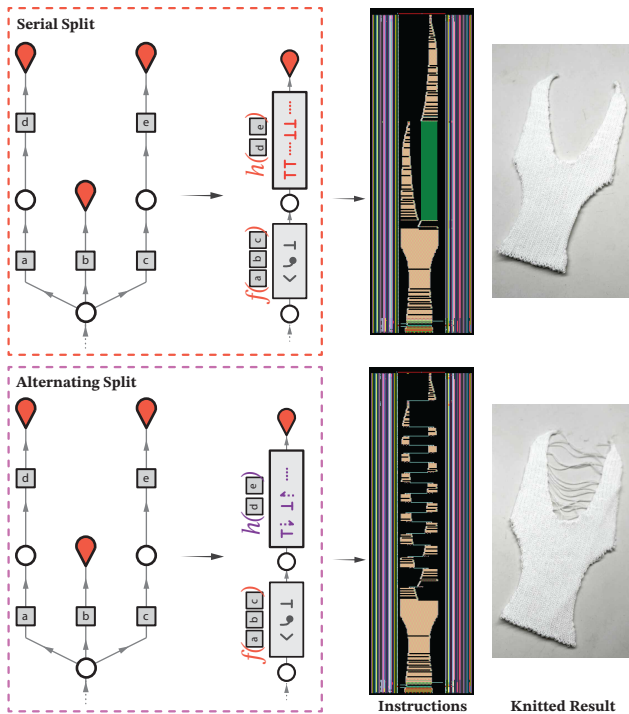 Serial Split
d
e
a
b
c
h( d e )
f( a b c )
Alternating Split
d
e
a
b
c
h( d e )
f( a b c )
Instructions
Knitted Result